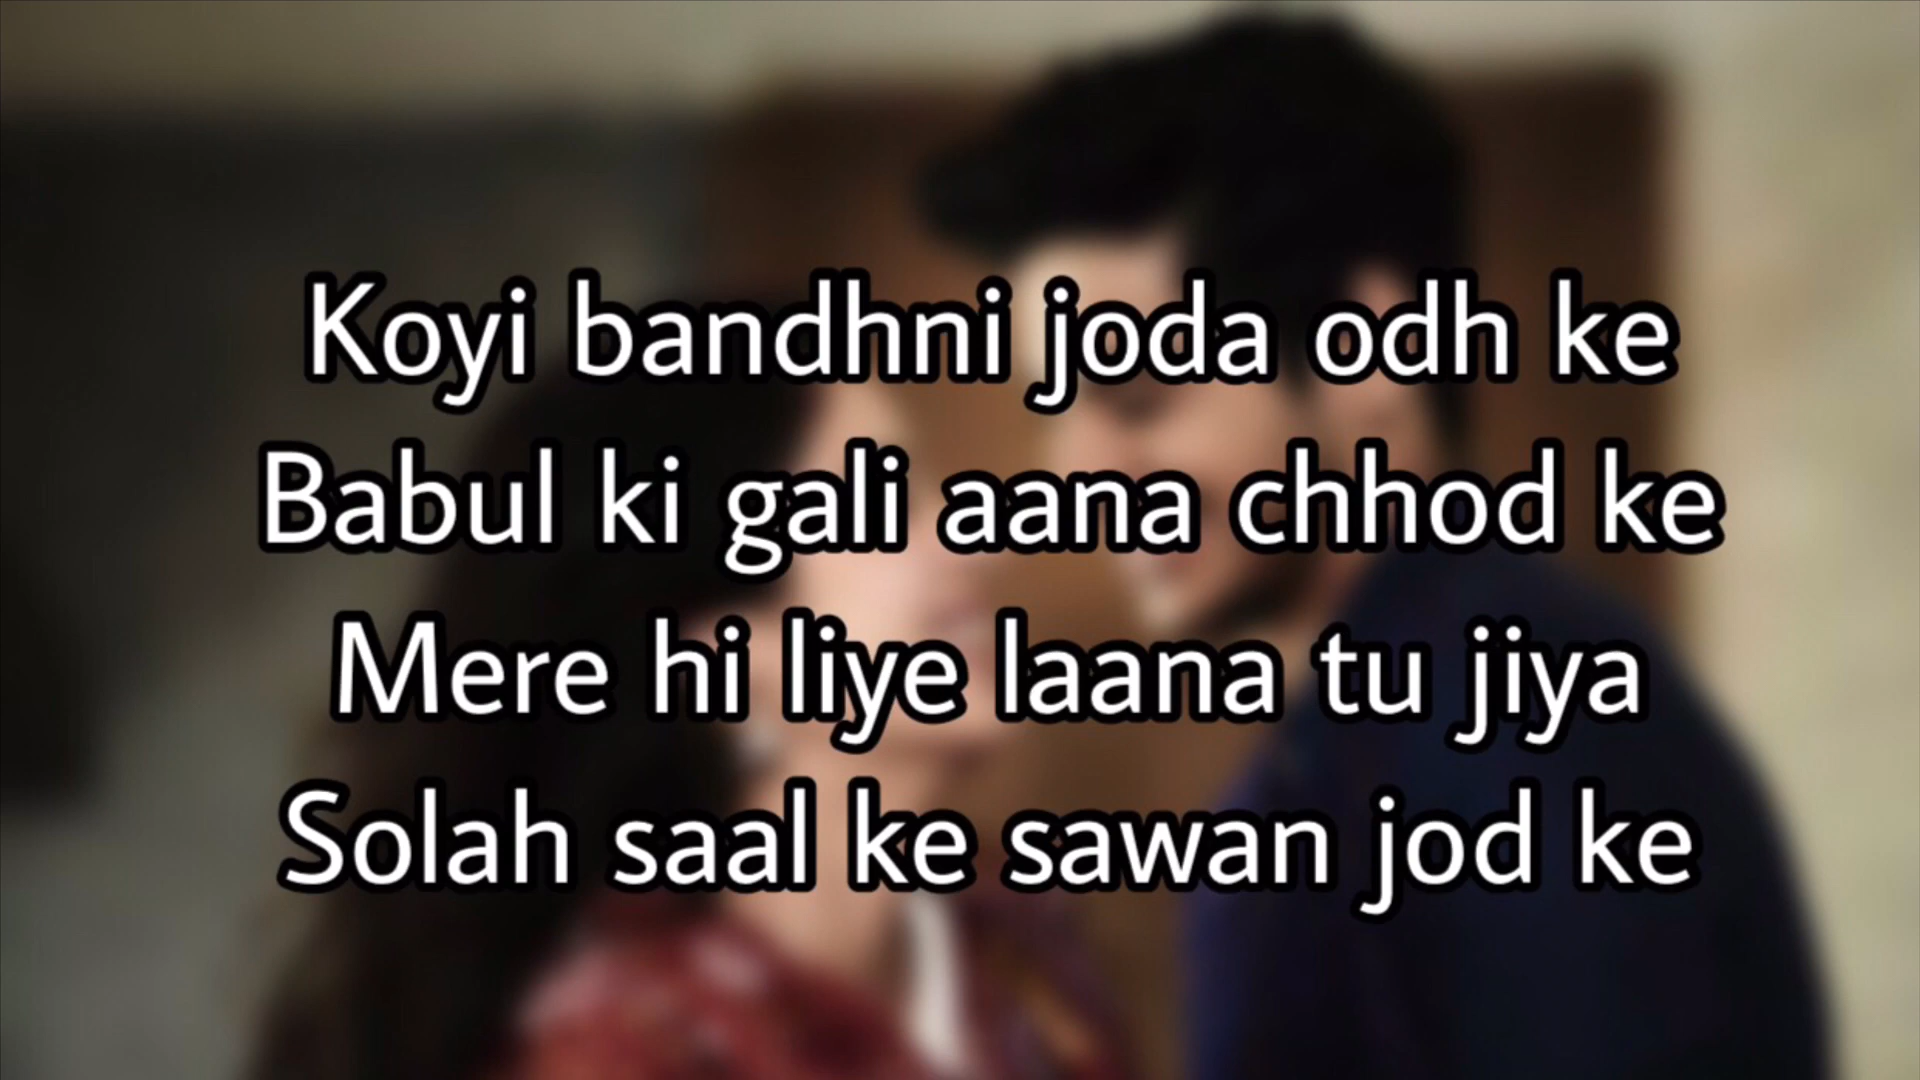 Koyi bandhni joda odh ke
Babul ki gali aana chhod ke
Mere hi liye laana tu jiya
Solah saal ke sawan jod ke